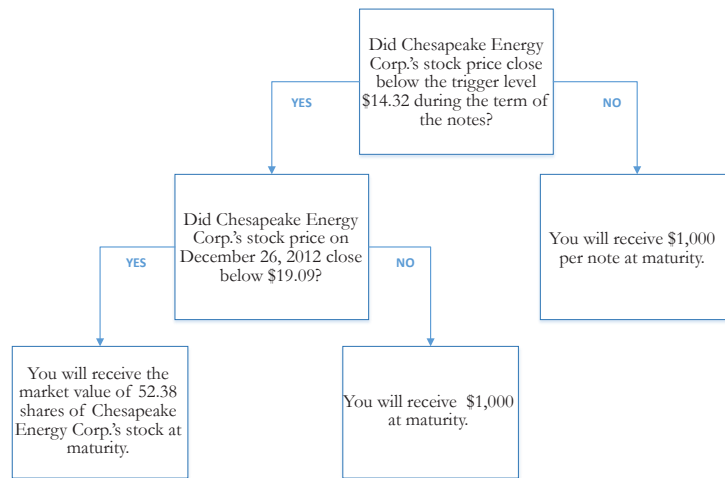 Did Chesapeake Energy
Corp.'s stock price close
below the trigger level
$14.32 during the term of
the notes?
YES
NO
Did Chesapeake Energy
Corp.'s stock price on
December 26, 2012 close
below $19.09?
You will receive $1,000
per note at maturity.
YES
NO
You will receive the
market value of 52.38
shares of Chesapeake
Energy Corp.'s stock at
maturity.
You will receive $1,000
at maturity.